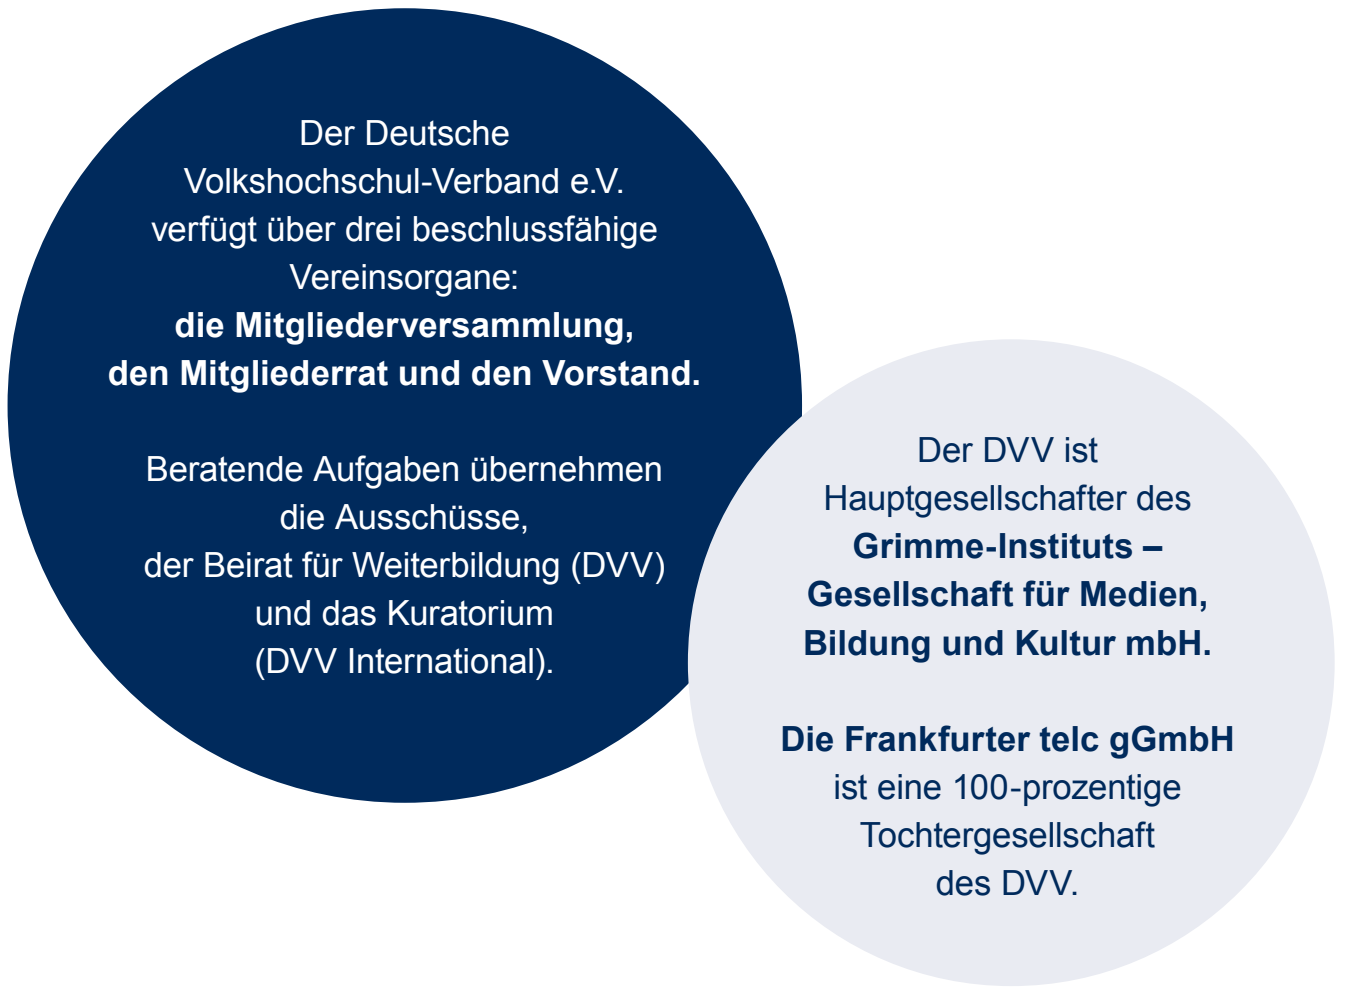 Der Deutsche
Volkshochschul-Verband e.V.
verfügt über drei beschlussfähige
Vereinsorgane:
die Mitgliederversammlung,
den Mitgliederrat und den Vorstand.
Beratende Aufgaben übernehmen
die Ausschüsse,
der Beirat für Weiterbildung (DVV)
und das Kuratorium
(DVV International).
Der DVV ist
Hauptgesellschafter des
Grimme-Instituts –
Gesellschaft für Medien,
Bildung und Kultur mbH.
Die Frankfurter telc gGmbH
ist eine 100-prozentige
Tochtergesellschaft
des DVV.